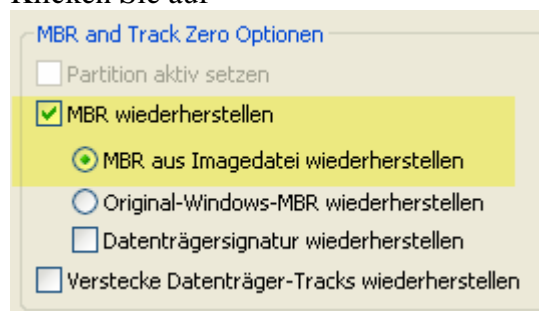 Klicken Sie auf
MBR and Track Zero Optionen
Partition aktiv setzen
MBR wiederherstellen
MBR aus Imagedatei wiederherstellen
Original-Windows-MBR wiederherstellen
Datenträgersignatur wiederherstellen
Verstecke Datenträger-Tracks wiederherstellen